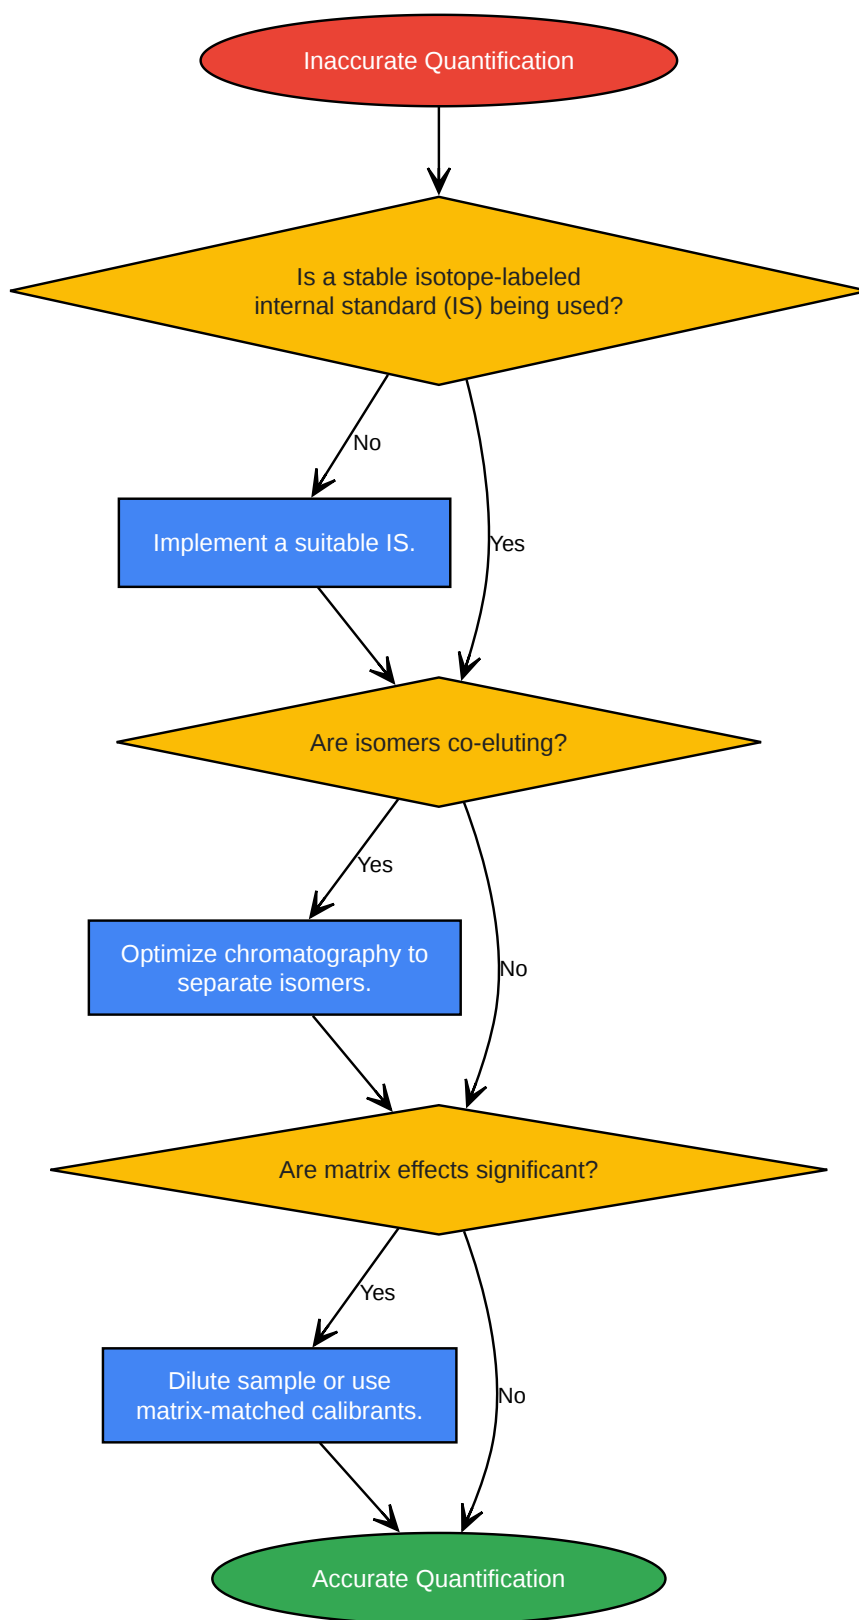 Inaccurate Quantification
Is a stable isotope-labeled
internal standard (IS) being used?
No
Implement a suitable IS.
Yes
Are isomers co-eluting?
Yes
Optimize chromatography to
separate isomers.
No
Are matrix effects significant?
Yes
Dilute sample or use
matrix-matched calibrants.
No
Accurate Quantification